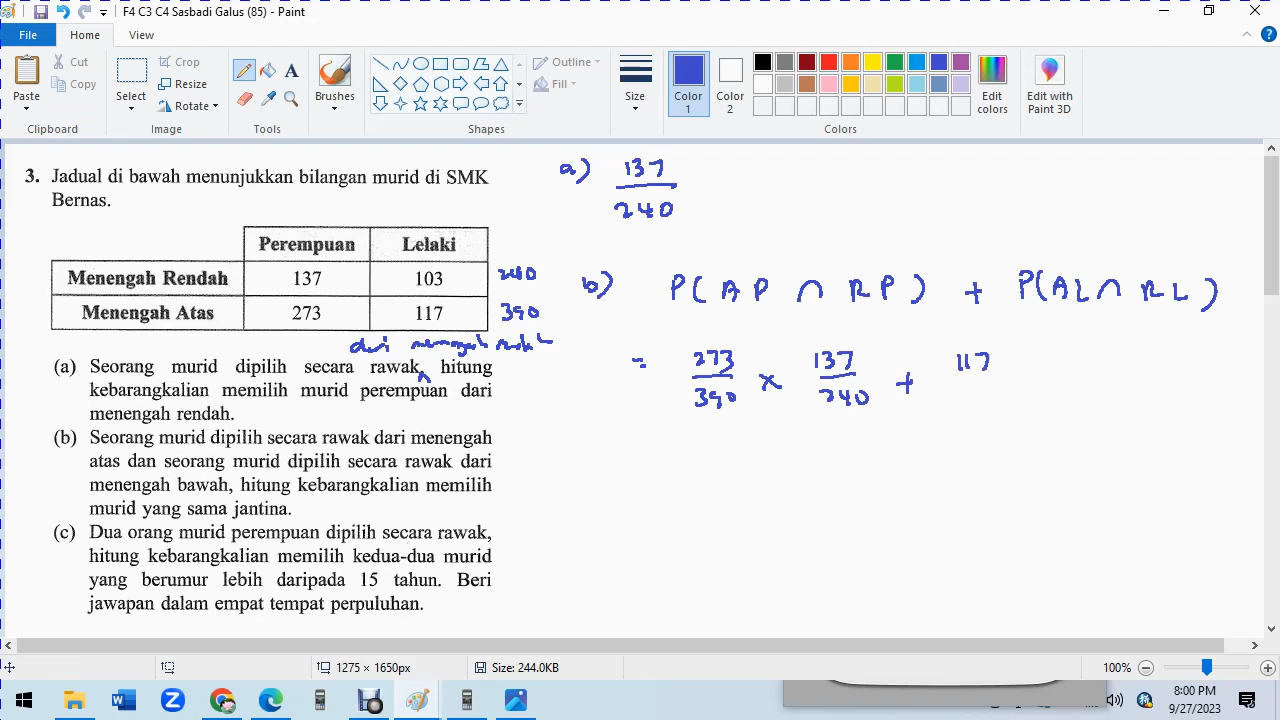 F4 C3 C4 Sasbadi Galus (85) - Paint
File Home View
Paste
Cut
Copy
Clipboard
Select
Crop
Resize
Rotate
Image
Tools
Brushes
Shapes
Outline
Fill
Size
Color 1
Color 2
Edit colors
Colors
Edit with Paint 3D
3. Jadual di bawah menunjukkan bilangan murid di SMK
Bernas.
Perempuan Lelaki
Menengah Rendah 137 103 240
Menengah Atas 273 117 390
dari menengah rendah
(a) Seorang murid dipilih secara rawak, hitung
kebarangkalian memilih murid perempuan dari
menengah rendah.
(b) Seorang murid dipilih secara rawak dari menengah
atas dan seorang murid dipilih secara rawak dari
menengah bawah, hitung kebarangkalian memilih
murid yang sama jantina.
(c) Dua orang murid perempuan dipilih secara rawak,
hitung kebarangkalian memilih kedua-dua murid
yang berumur lebih daripada 15 tahun. Beri
jawapan dalam empat tempat perpuluhan.
a) 137
240
b) P(AP ∩ RP) + P(AL ∩ RL)
= 273/390 × 137/240 + 117
1275 × 1650px
Size: 244.0KB
100%
8:00 PM
9/27/2023